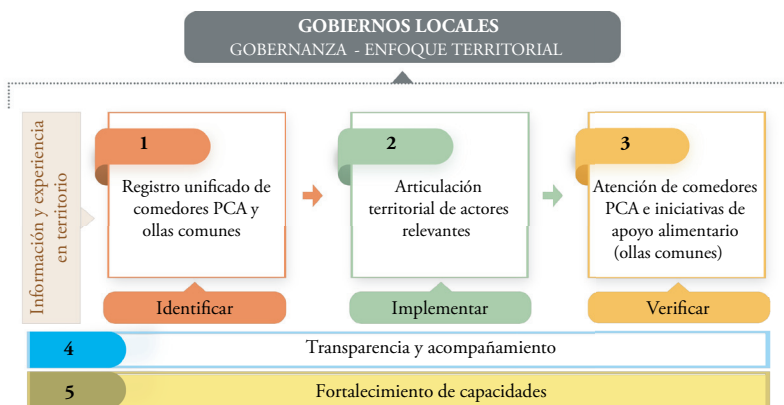 GOBIERNOS LOCALES
GOBERNANZA - ENFOQUE TERRITORIAL
Información y experiencia
en territorio
1
Registro unificado de
comedores PCA y
ollas comunes
Identificar
2
Articulación
territorial de actores
relevantes
Implementar
3
Atención de comedores
PCA e iniciativas de
apoyo alimentario
(ollas comunes)
Verificar
4
Transparencia y acompañamiento
5
Fortalecimiento de capacidades